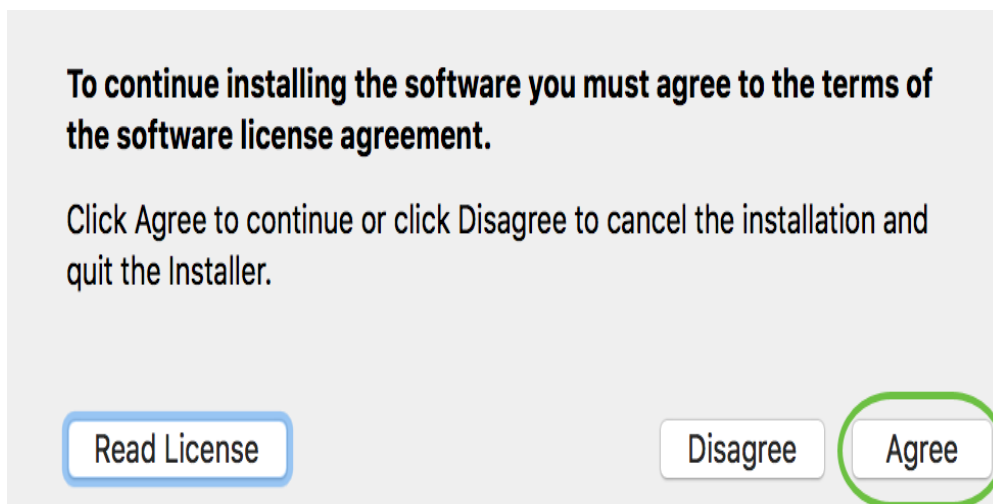 To continue installing the software you must agree to the terms of
the software license agreement.
Click Agree to continue or click Disagree to cancel the installation and
quit the Installer.
Read License
Disagree
Agree